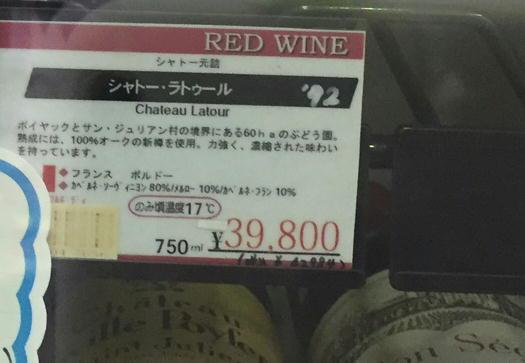 RED WINE
シャトー元詰
シャトー・ラトゥール '92
Chateau Latour
ポイヤックとサン・ジュリアン村の境界にある60haのぶどう園。
熟成には、100%オークの新樽を使用。力強く、濃縮された味わい
を持っています。
◆フランス ボルドー
◆カベルネ・ソーヴィニヨン 80%/メルロー 10%/カベルネ・フラン 10%
のみ頃温度17℃
750ml ¥39,800
Château
ille Poyfer
int Julie